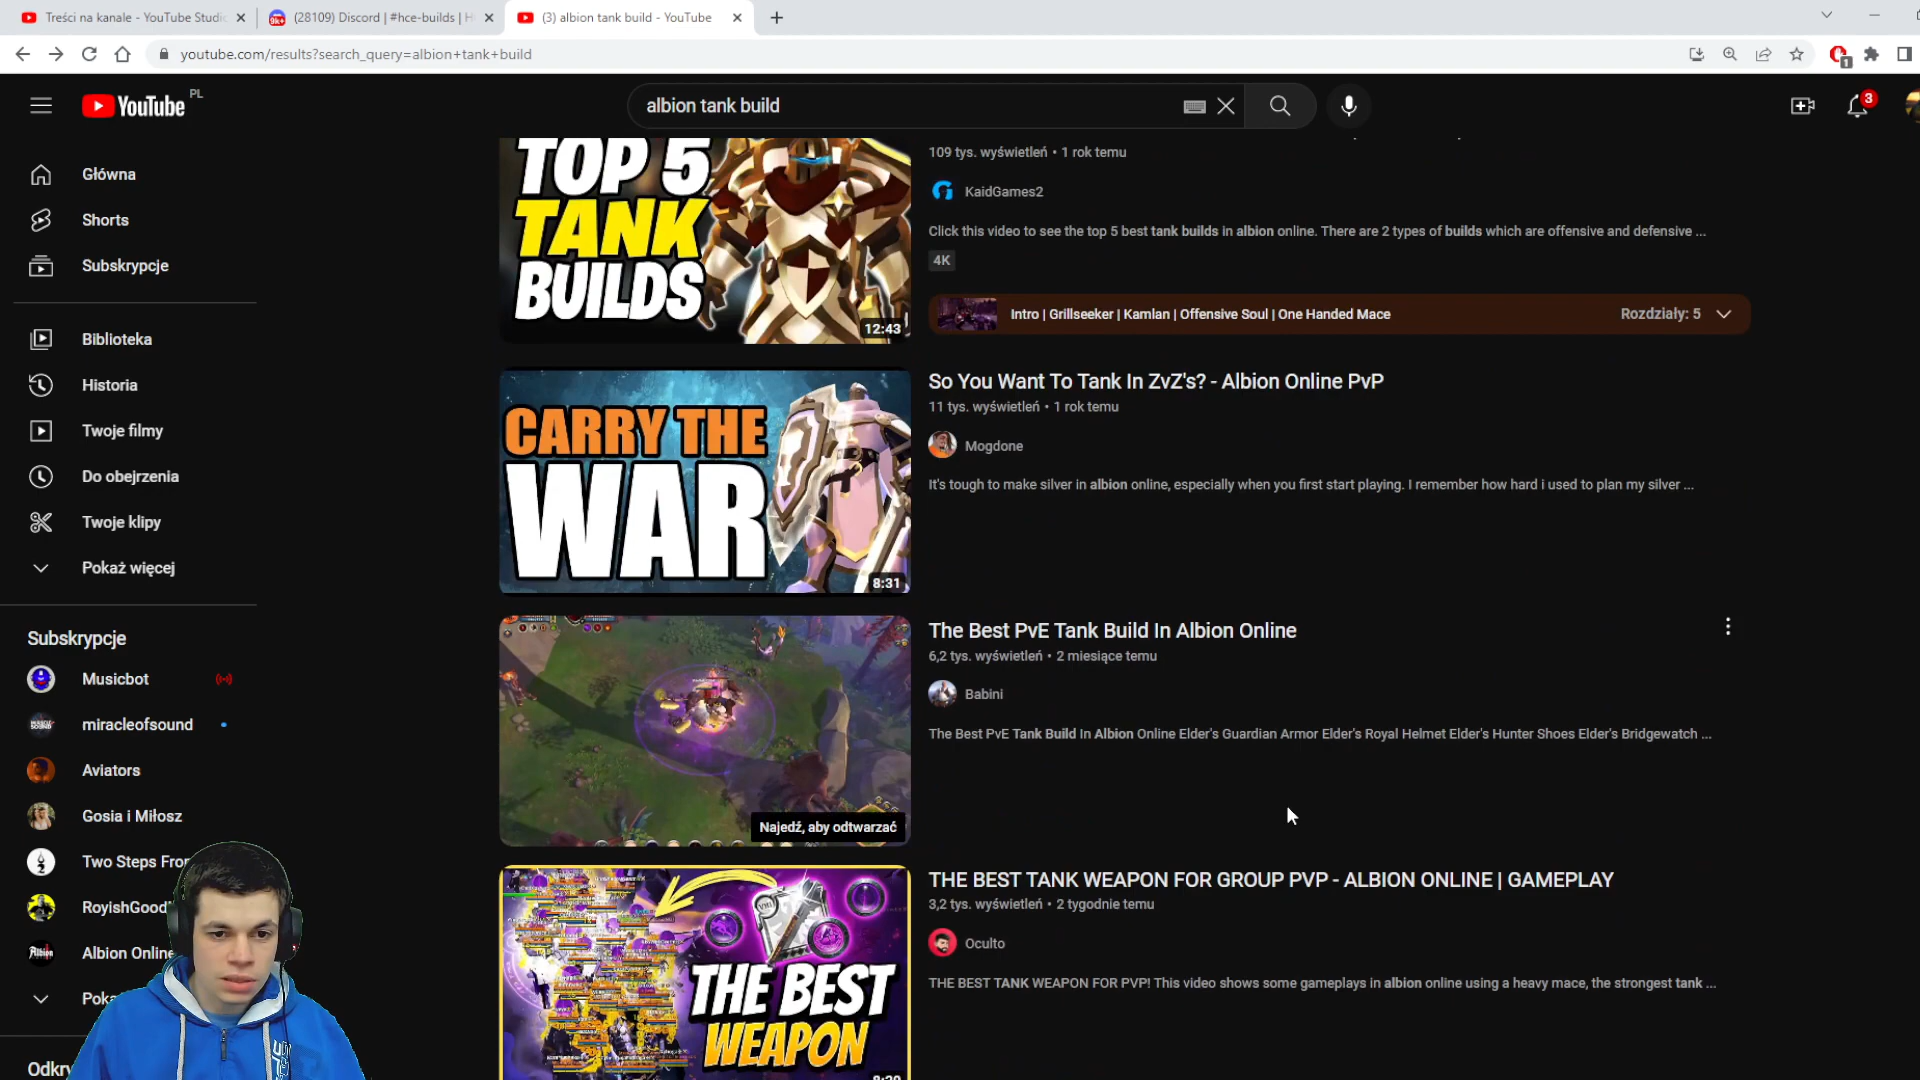 Treści na kanale - YouTube Studio
(28109) Discord | #hce-builds | H
(3) albion tank build - YouTube
youtube.com/results?search_query=albion+tank+build
1
YouTube PL
albion tank build
3
Główna
Shorts
Subskrypcje
Biblioteka
Historia
Twoje filmy
Do obejrzenia
Twoje klipy
Pokaż więcej
Subskrypcje
Musicbot
miracleofsound
Aviators
Gosia i Miłosz
Two Steps Fro
RoyishGood
Albion Online
Poka
Odkry
TOP 5
TANK
BUILDS
12:43
109 tys. wyświetleń • 1 rok temu
KaidGames2
Click this video to see the top 5 best tank builds in albion online. There are 2 types of builds which are offensive and defensive ...
4K
Intro | Grillseeker | Kamlan | Offensive Soul | One Handed Mace
Rozdziały: 5
CARRY THE
WAR
8:31
So You Want To Tank In ZvZ's? - Albion Online PvP
11 tys. wyświetleń • 1 rok temu
Mogdone
It's tough to make silver in albion online, especially when you first start playing. I remember how hard i used to plan my silver ...
Najedź, aby odtwarzać
The Best PvE Tank Build In Albion Online
6,2 tys. wyświetleń • 2 miesiące temu
Babini
The Best PvE Tank Build In Albion Online Elder's Guardian Armor Elder's Royal Helmet Elder's Hunter Shoes Elder's Bridgewatch ...
THE BEST
WEAPON
THE BEST TANK WEAPON FOR GROUP PVP - ALBION ONLINE | GAMEPLAY
3,2 tys. wyświetleń • 2 tygodnie temu
Oculto
THE BEST TANK WEAPON FOR PVP! This video shows some gameplays in albion online using a heavy mace, the strongest tank ...